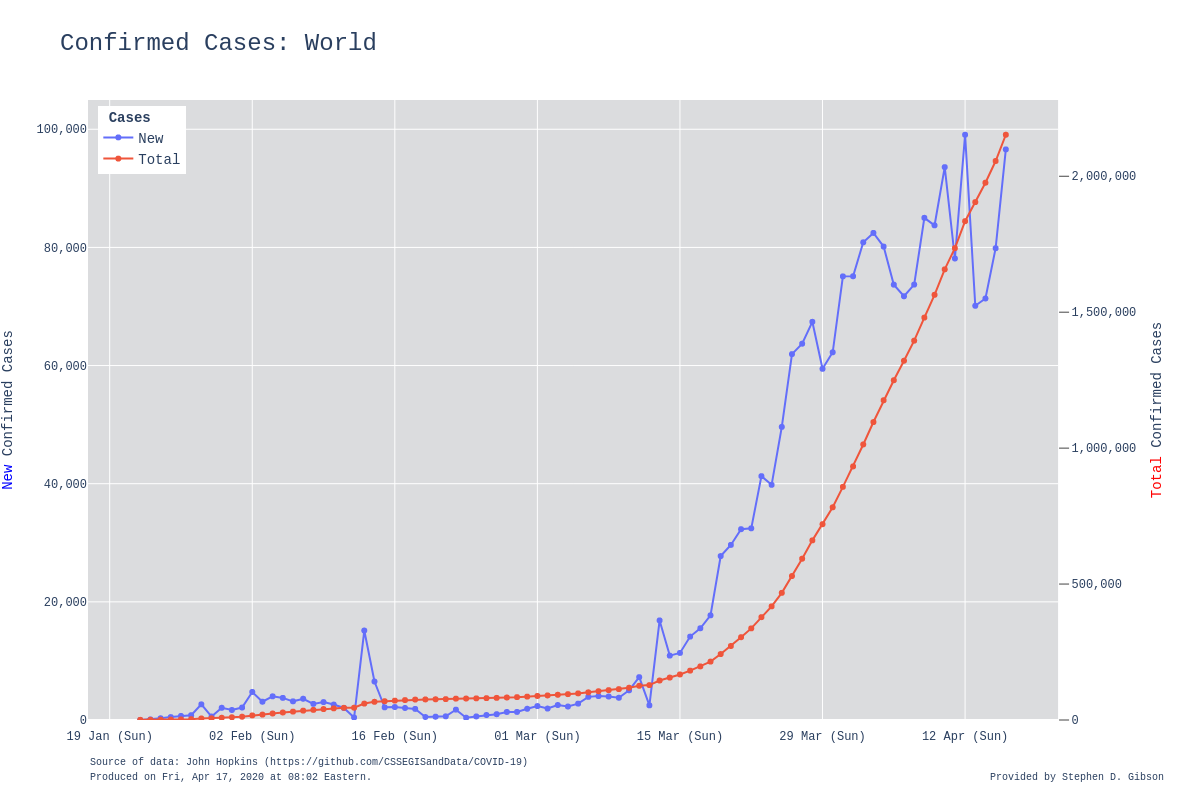 Confirmed Cases: World
Cases
New
Total
100,000
80,000
60,000
40,000
20,000
0
New Confirmed Cases
2,000,000
1,500,000
1,000,000
500,000
0
Total Confirmed Cases
19 Jan (Sun)
02 Feb (Sun)
16 Feb (Sun)
01 Mar (Sun)
15 Mar (Sun)
29 Mar (Sun)
12 Apr (Sun)
Source of data: John Hopkins (https://github.com/CSSEGISandData/COVID-19)
Produced on Fri, Apr 17, 2020 at 08:02 Eastern.
Provided by Stephen D. Gibson